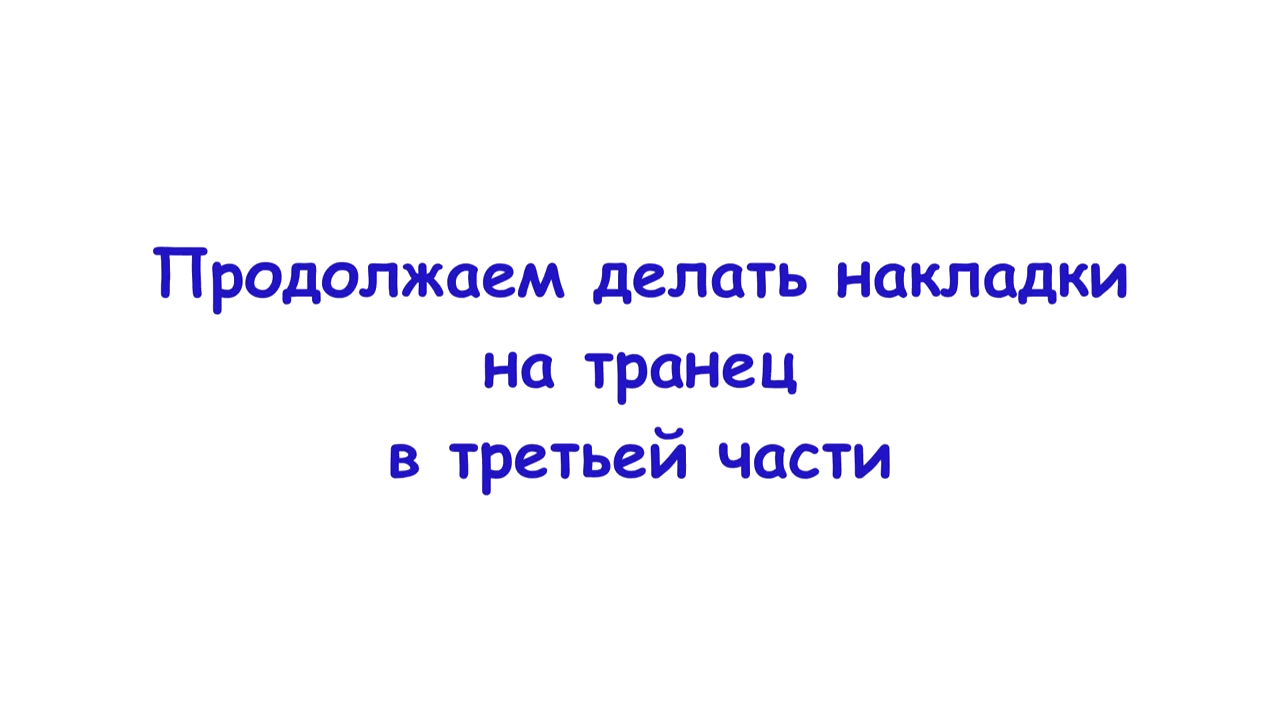 Продолжаем делать накладки
на транец
в третьей части